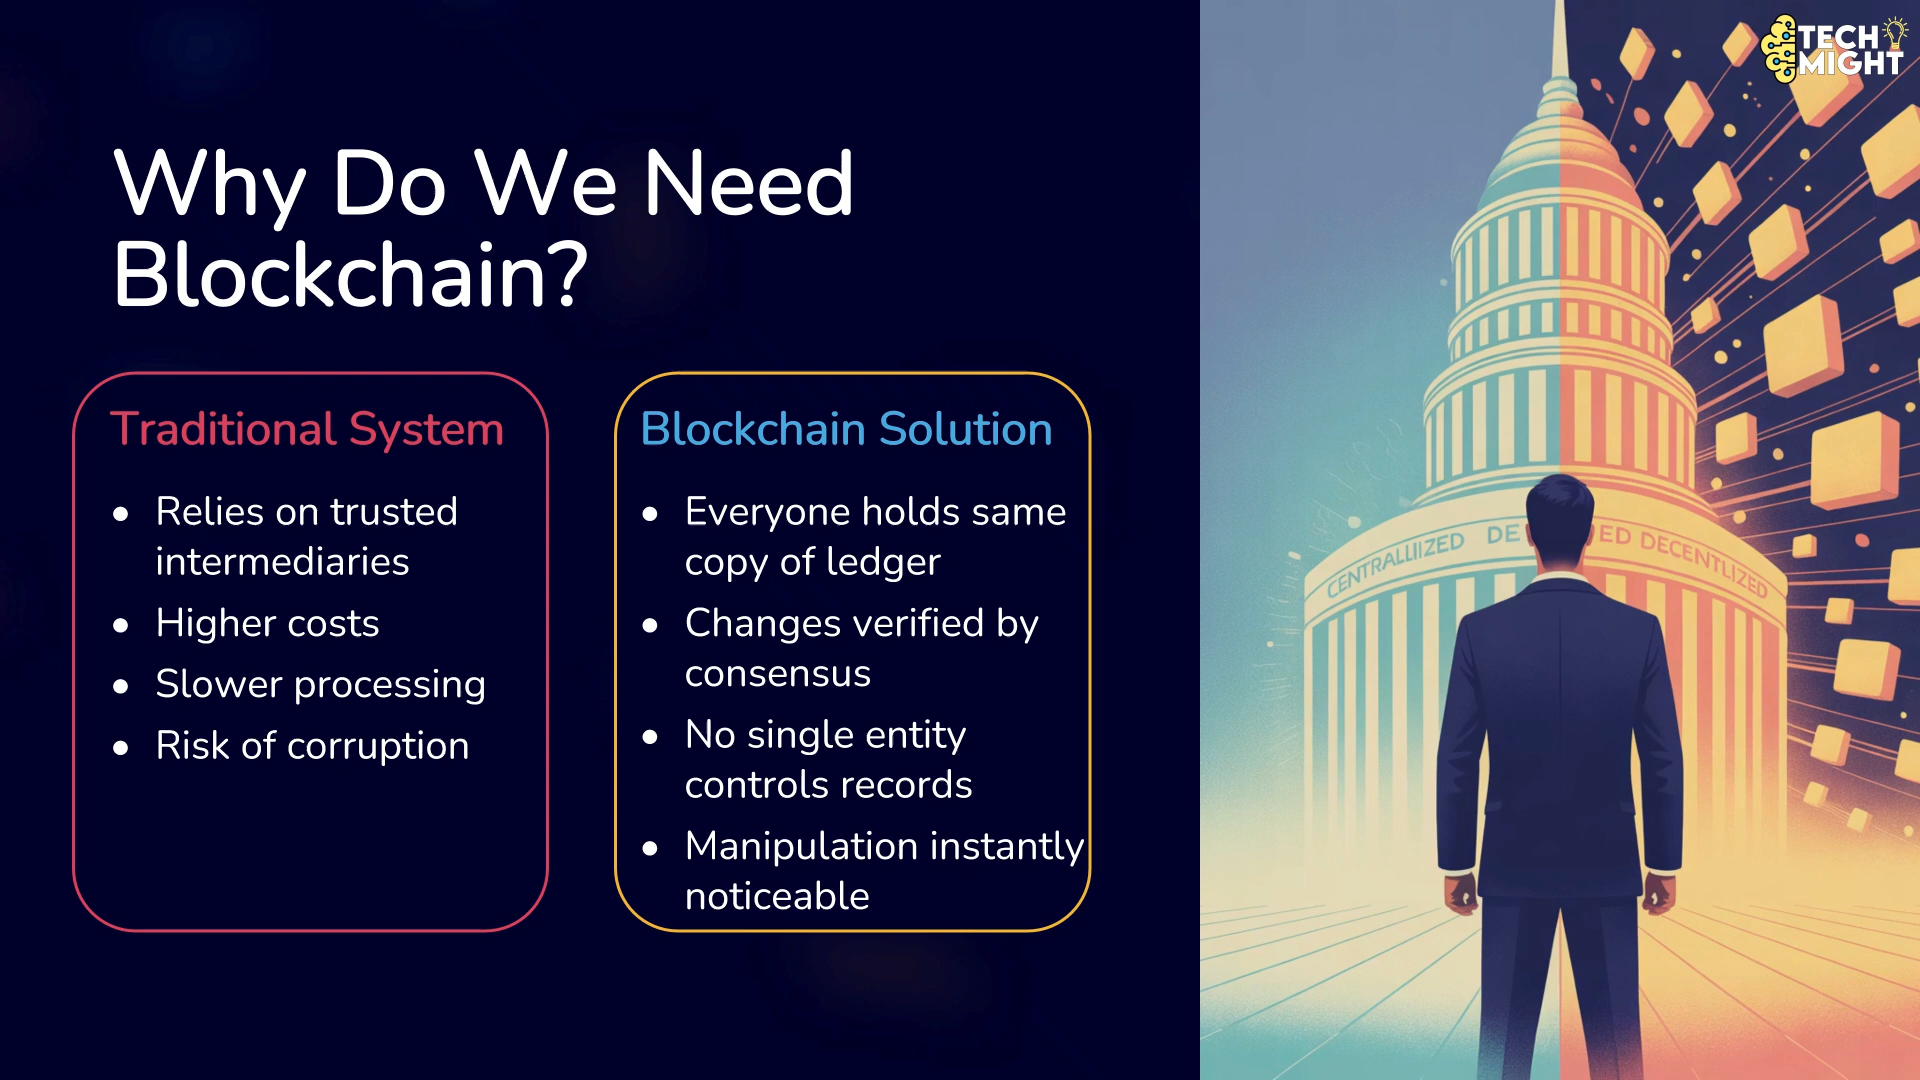 TECH
MIGHT
Why Do We Need
Blockchain?
Traditional System
• Relies on trusted
intermediaries
• Higher costs
• Slower processing
• Risk of corruption
Blockchain Solution
• Everyone holds same
copy of ledger
• Changes verified by
consensus
• No single entity
controls records
• Manipulation instantly
noticeable
DE ED DECENTLIZED